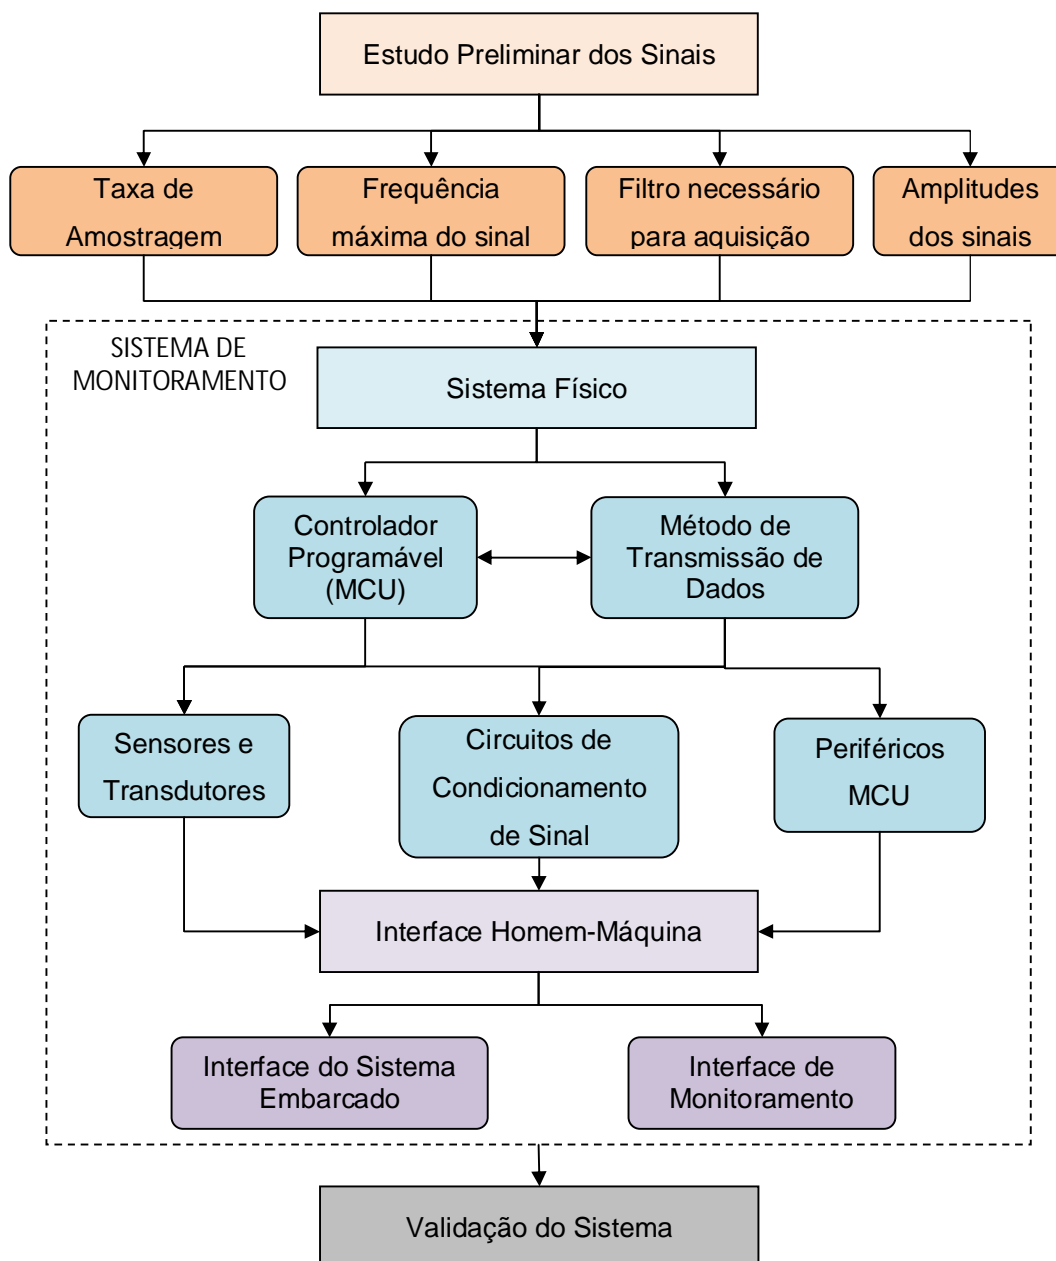 Estudo Preliminar dos Sinais
Taxa de
Amostragem
Frequência
máxima do sinal
Filtro necessário
para aquisição
Amplitudes
dos sinais
SISTEMA DE
MONITORAMENTO
Sistema Físico
Controlador
Programável
(MCU)
Método de
Transmissão de
Dados
Sensores e
Transdutores
Circuitos de
Condicionamento
de Sinal
Periféricos
MCU
Interface Homem-Máquina
Interface do Sistema
Embarcado
Interface de
Monitoramento
Validação do Sistema